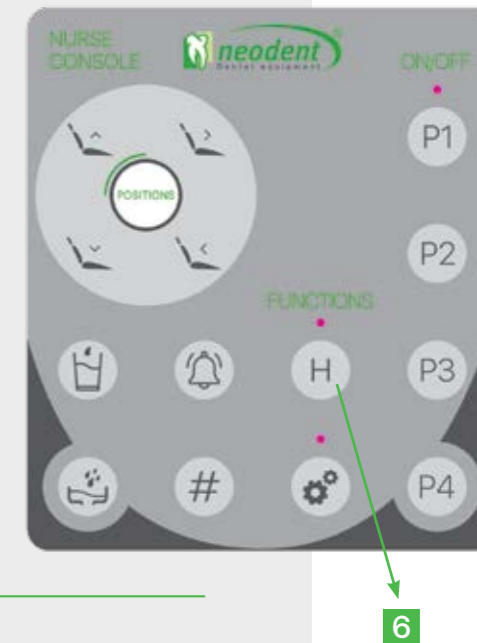 NURSE
CONSOLE
neodent
Dental equipment
ON/OFF
P1
POSITIONS
P2
FUNCTIONS
H
P3
#
P4
6